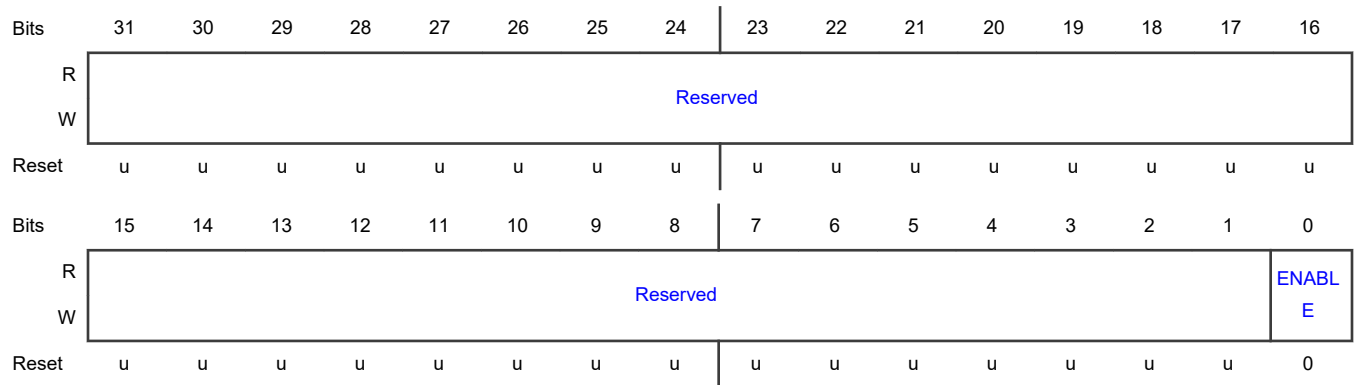 Bits 31 30 29 28 27 26 25 24 23 22 21 20 19 18 17 16
R
Reserved
W
Reset u u u u u u u u u u u u u u u u
Bits 15 14 13 12 11 10 9 8 7 6 5 4 3 2 1 0
R ENABL
Reserved
W E
Reset u u u u u u u u u u u u u u u 0